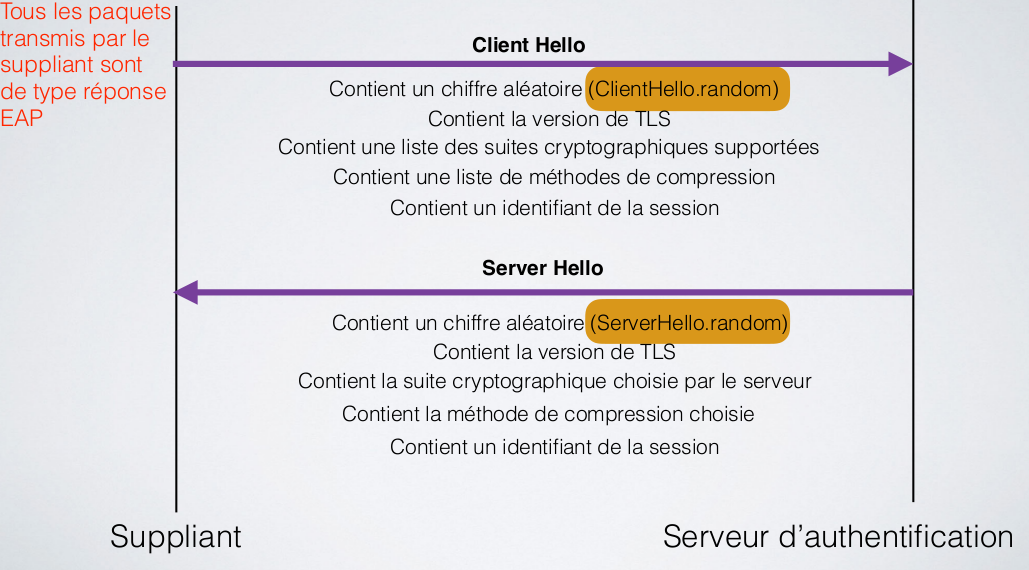 Tous les paquets
transmis par le
suppliant sont
de type réponse
EAP
Client Hello
Contient un chiffre aléatoire (ClientHello.random)
Contient la version de TLS
Contient une liste des suites cryptographiques supportées
Contient une liste de méthodes de compression
Contient un identifiant de la session
Server Hello
Contient un chiffre aléatoire (ServerHello.random)
Contient la version de TLS
Contient la suite cryptographique choisie par le serveur
Contient la méthode de compression choisie
Contient un identifiant de la session
Suppliant
Serveur d’authentification